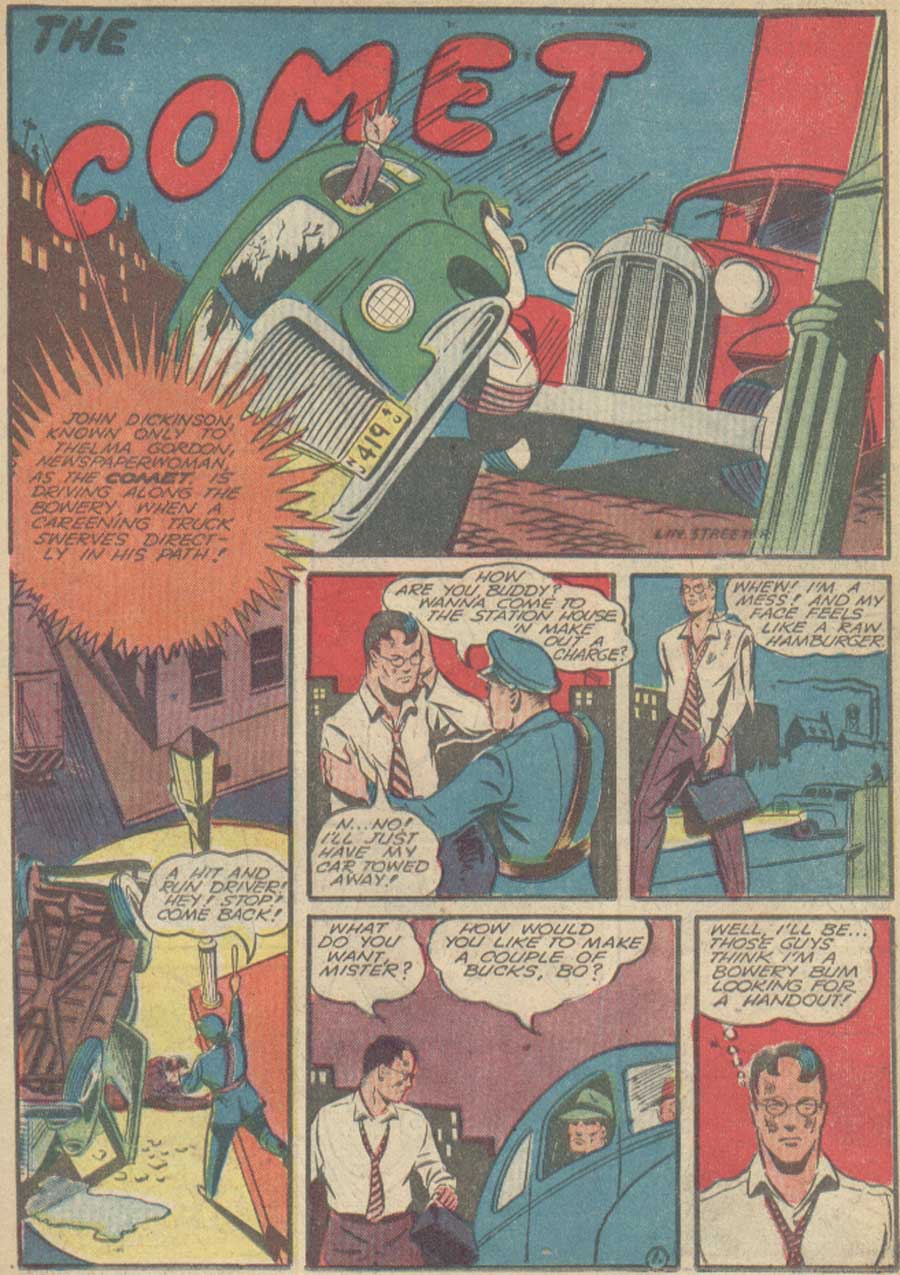 THE
COMET
419
40
NJ
LIN. STREETER
JOHN DICKINSON,
KNOWN ONLY TO
THELMA GORDON,
NEWSPAPERWOMAN,
AS THE COMET, IS
DRIVING ALONG THE
BOWERY, WHEN A
CAREENING TRUCK
SWERVES DIRECT-
LY IN HIS PATH!
A HIT AND
RUN DRIVER!
HEY! STOP!
COME BACK!
HOW
ARE YOU, BUDDY?
WANNA COME TO
THE STATION HOUSE
'N MAKE
OUT A
CHARGE?
N...NO!
I'LL JUST
HAVE MY
CAR TOWED
AWAY!
WHEW! I'M A
MESS! AND MY
FACE FEELS
LIKE A RAW
HAMBURGER
WHAT
DO YOU
WANT,
MISTER?
HOW WOULD
YOU LIKE TO MAKE
A COUPLE OF
BUCKS, BO?
WELL, I'LL BE...
THOSE GUYS
THINK I'M A
BOWERY BUM
LOOKING FOR
A HANDOUT!